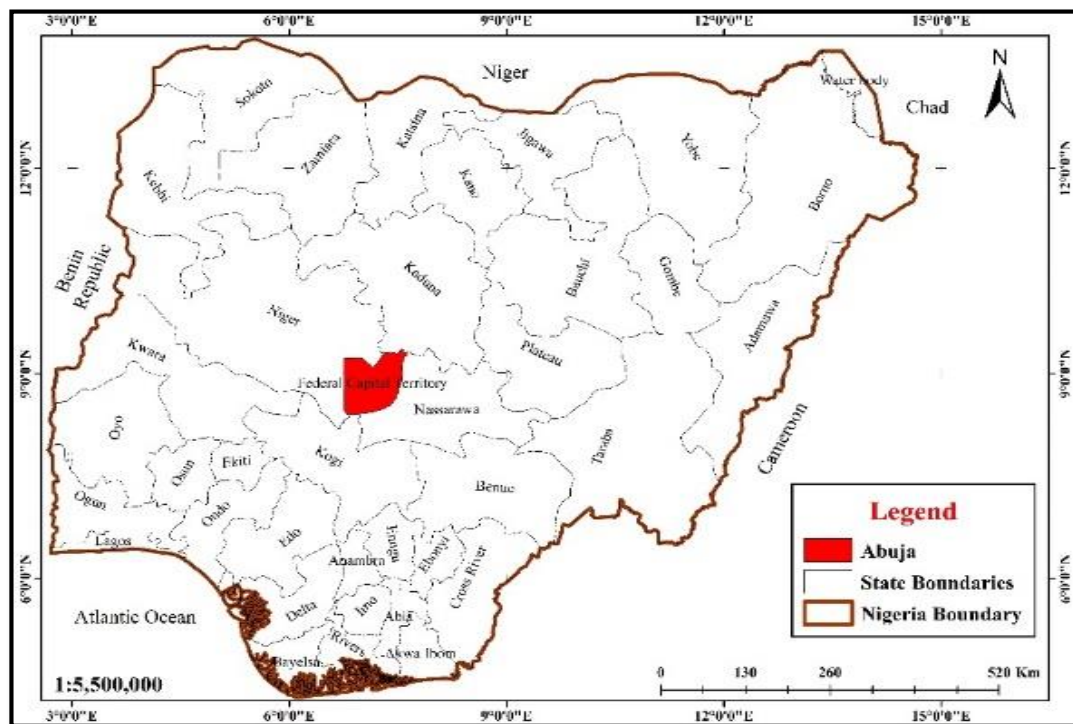 3°0'0"E 6°0'0"E 9°0'0"E 12°0'0"E 15°0'0"E
Niger
N
Water body
Chad
Sokoto
Katsina
Jigawa
Yobe
Zamfara
12°0'0"N
12°0'0"N
Kebbi
Kano
Borno
Benin
Republic
Kaduna
Bauchi
Gombe
Niger
Adamawa
Kwara
Plateau
9°0'0"N
9°0'0"N
Federal Capital Territory
Nassarawa
Oyo
Cameroon
Kogi
Taraba
Osun
Ekiti
Benue
Ogun
Ondo
Legend
Lagos
Edo
Enugu
Ebonyi
Abuja
Anambra
Cross River
State Bonndaries
6°0'0"N
6°0'0"N
Delta
Imo
Abia
Nigeria Boundary
Atlantic Ocean
Rivers
Akwa Ibom
Bayelsa
1:5,500,000
0 130 260 520 Km
3°0'0"E 6°0'0"E 9°0'0"E 12°0'0"E 15°0'0"E